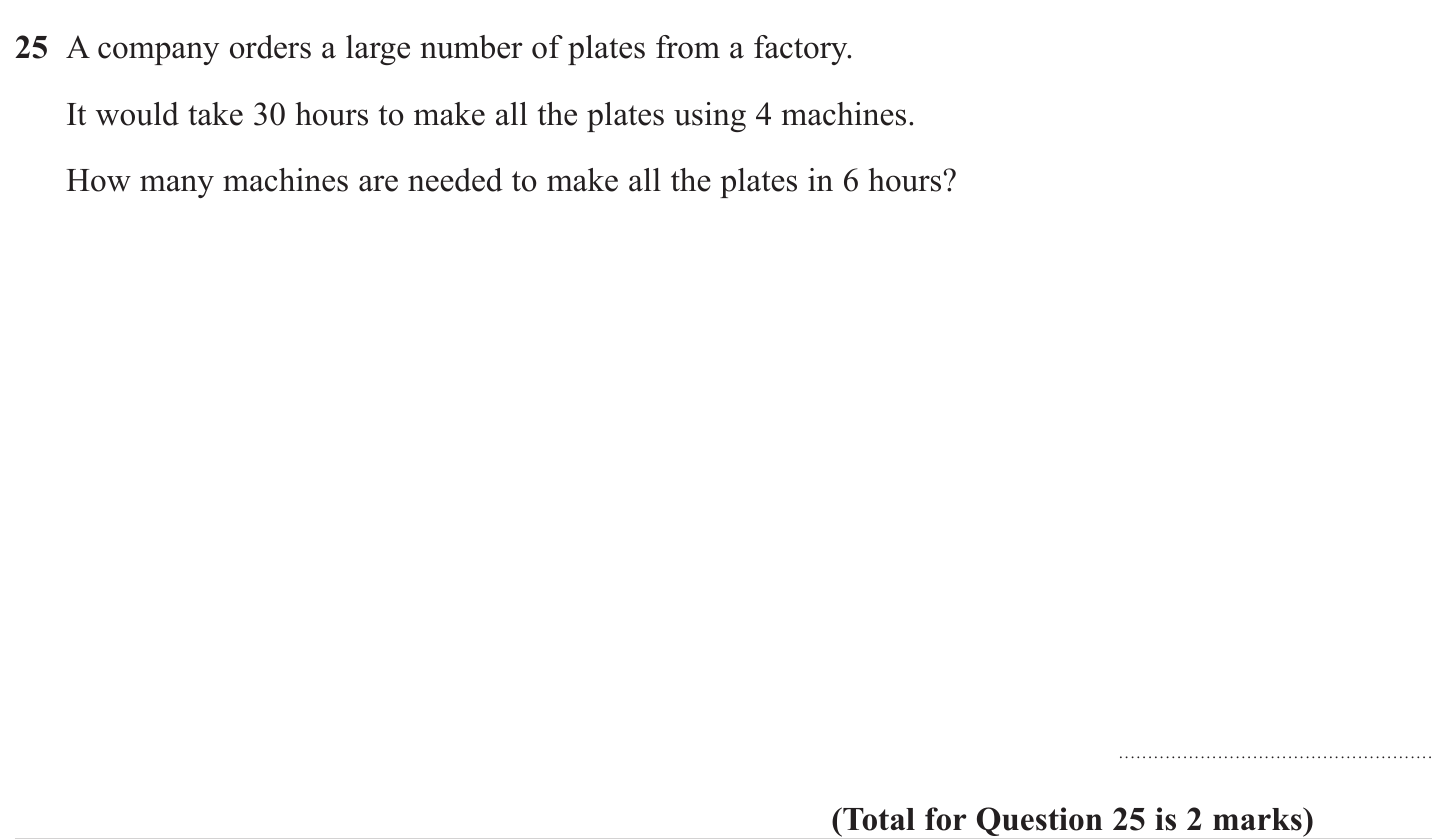 25 A company orders a large number of plates from a factory.
It would take 30 hours to make all the plates using 4 machines.
How many machines are needed to make all the plates in 6 hours?
(Total for Question 25 is 2 marks)